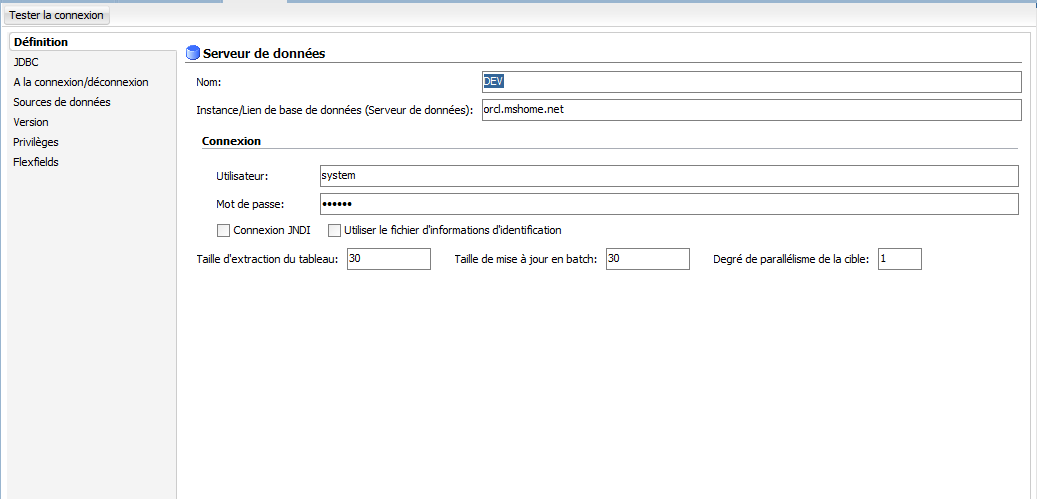 Tester la connexion
Définition
JDBC
A la connexion/déconnexion
Sources de données
Version
Privilèges
Flexfields
Serveur de données
Nom: DEV
Instance/Lien de base de données (Serveur de données): orcl.mshome.net
Connexion
Utilisateur: system
Mot de passe: ••••••
Connexion JNDI Utiliser le fichier d'informations d'identification
Taille d'extraction du tableau: 30 Taille de mise à jour en batch: 30 Degré de parallélisme de la cible: 1